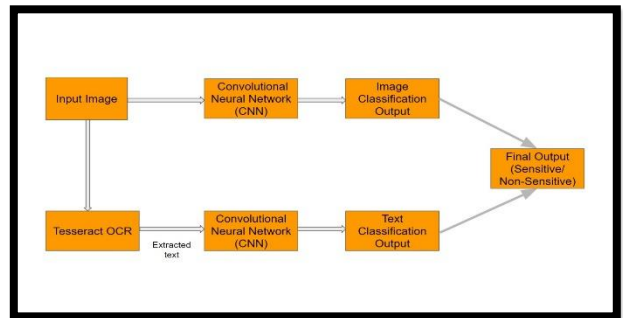 Input Image
Convolutional
Neural Network
(CNN)
Image
Classification
Output
Final Output
(Sensitive/
Non-Sensitive)
Tesseract OCR
Extracted
text
Convolutional
Neural Network
(CNN)
Text
Classification
Output